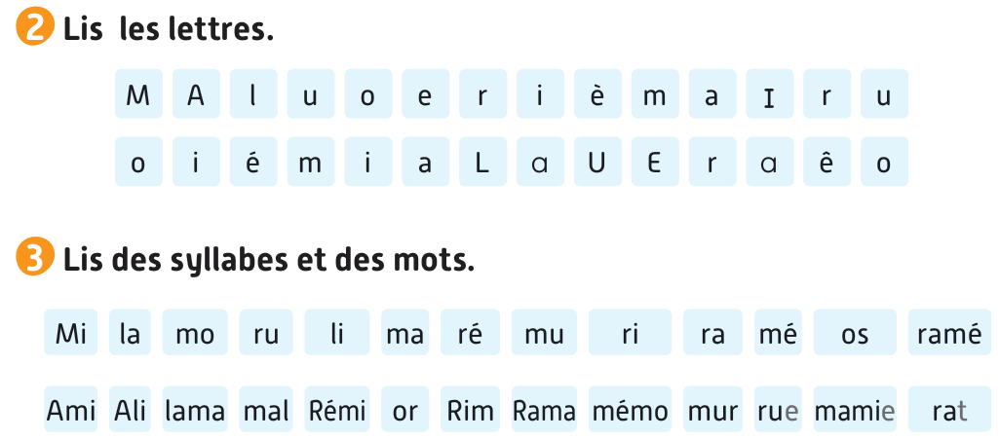 2 Lis les lettres.
M A l u o e r i è m a I r u
o i é m i a L ɑ U E r ɑ ê o
3 Lis des syllabes et des mots.
Mi la mo ru li ma ré mu ri ra mé os ramé
Ami Ali lama mal Rémi or Rim Rama mémo mur rue mamie rat